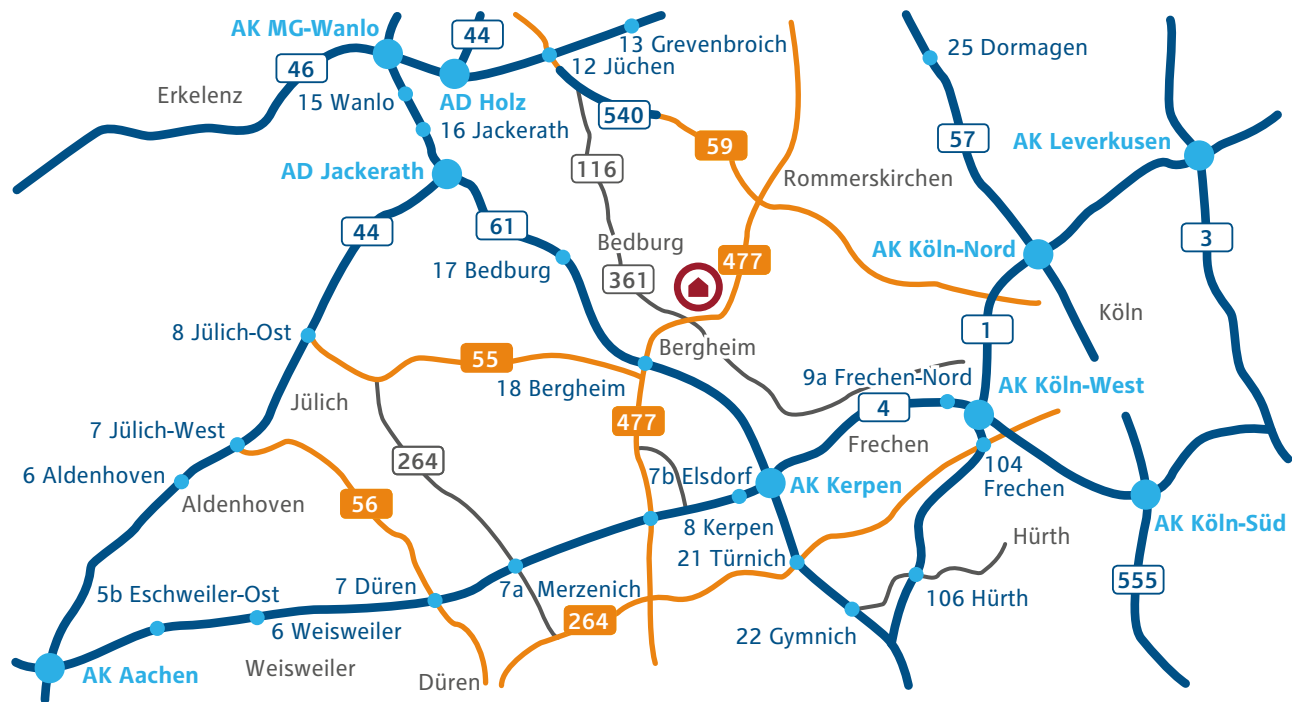 AK MG-Wanlo
44
13 Grevenbroich
25 Dormagen
46
12 Jüchen
Erkelenz
15 Wanlo
AD Holz
540
16 Jackerath
57
AK Leverkusen
59
116
AD Jackerath
Rommerskirchen
44
61
3
Bedburg
AK Köln-Nord
17 Bedburg
477
361
Köln
8 Jülich-Ost
1
Bergheim
55
18 Bergheim
9a Frechen-Nord
AK Köln-West
Jülich
4
477
7 Jülich-West
Frechen
264
6 Aldenhoven
7b Elsdorf
AK Kerpen
104
Frechen
Aldenhoven
56
8 Kerpen
AK Köln-Süd
Hürth
21 Türnich
555
5b Eschweiler-Ost
7 Düren
7a Merzenich
106 Hürth
264
6 Weisweiler
22 Gymnich
Weisweiler
AK Aachen
Düren